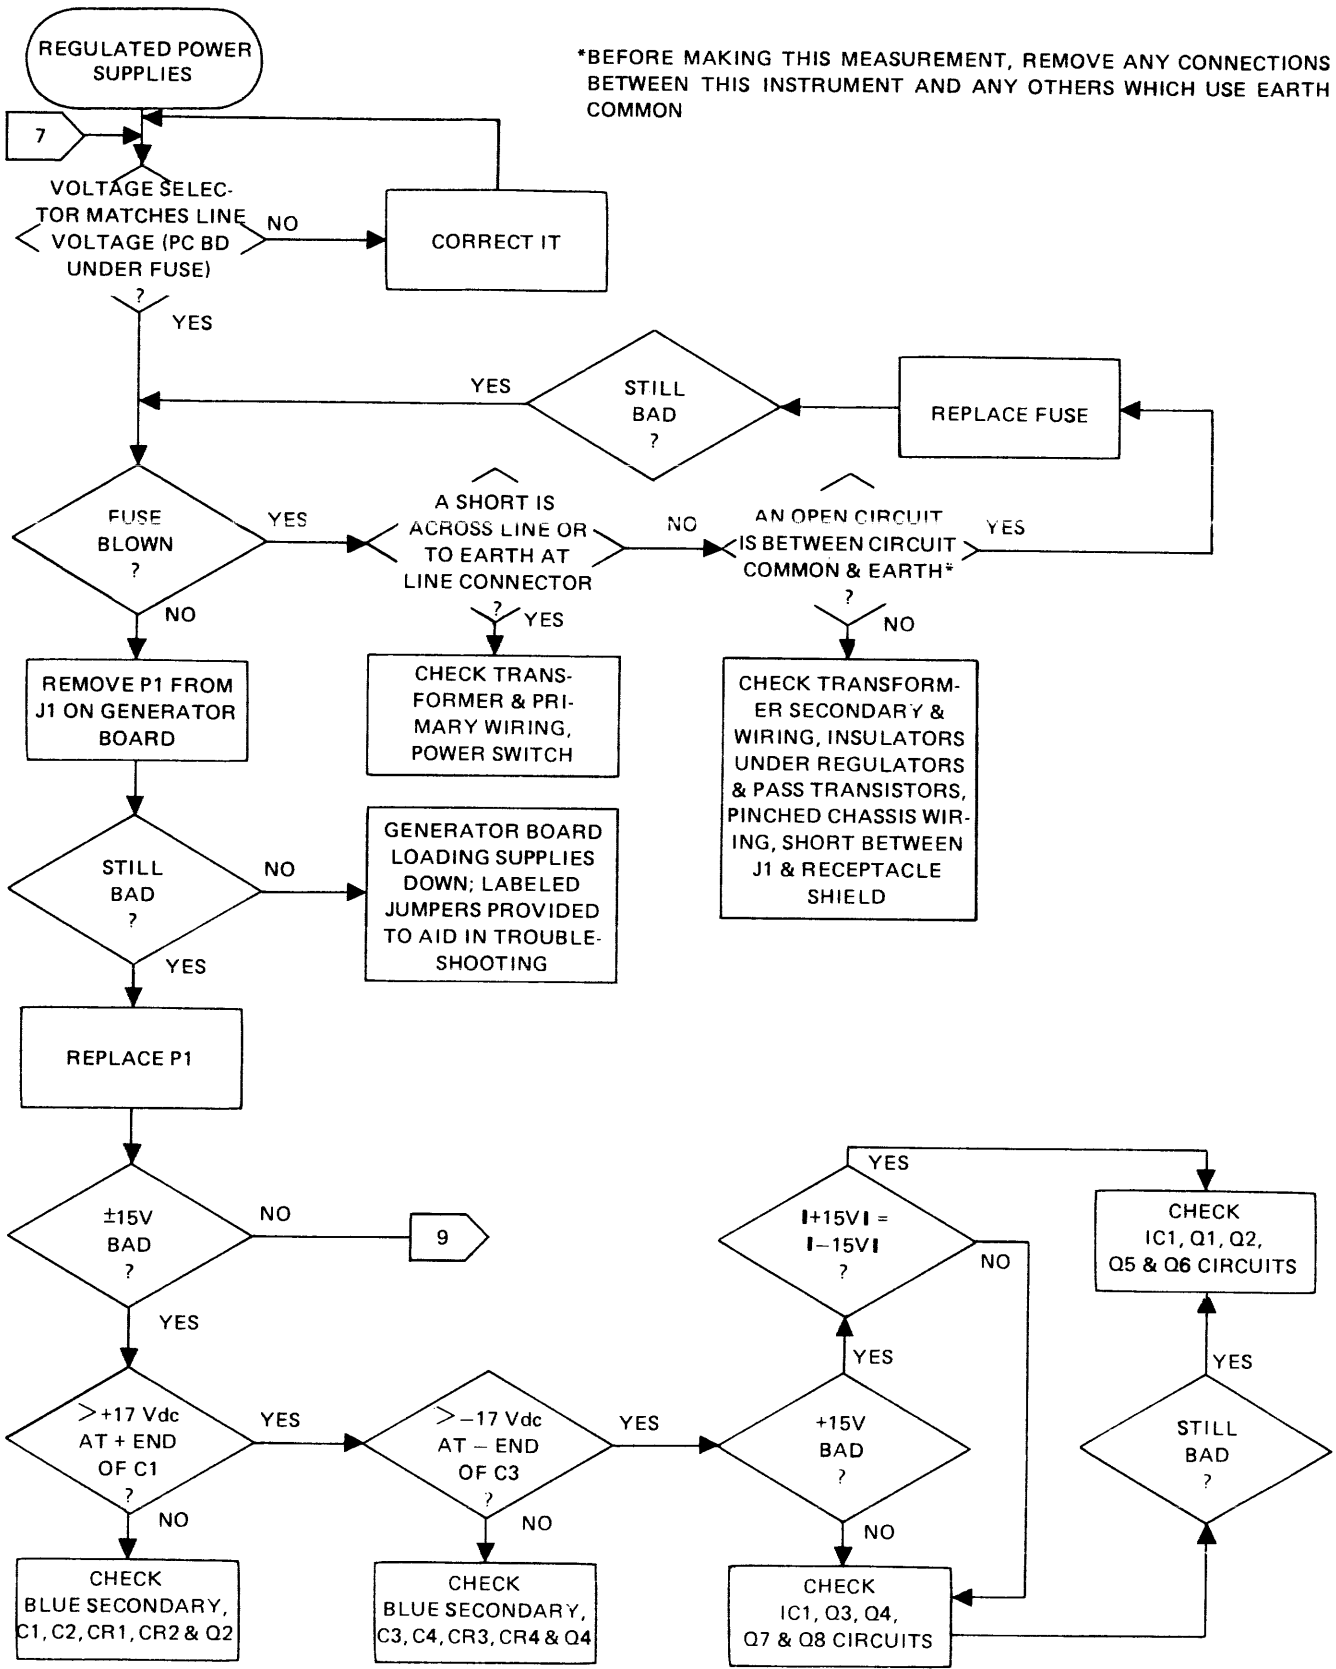 REGULATED POWER
SUPPLIES
*BEFORE MAKING THIS MEASUREMENT, REMOVE ANY CONNECTIONS
BETWEEN THIS INSTRUMENT AND ANY OTHERS WHICH USE EARTH
COMMON
7
VOLTAGE SELEC-
TOR MATCHES LINE
VOLTAGE (PC BD
UNDER FUSE)
?
NO
CORRECT IT
YES
YES
STILL
BAD
?
REPLACE FUSE
FUSE
BLOWN
?
YES
A SHORT IS
ACROSS LINE OR
TO EARTH AT
LINE CONNECTOR
?
NO
AN OPEN CIRCUIT
IS BETWEEN CIRCUIT
COMMON & EARTH*
?
YES
NO
YES
NO
REMOVE P1 FROM
J1 ON GENERATOR
BOARD
CHECK TRANS-
FORMER & PRI-
MARY WIRING,
POWER SWITCH
CHECK TRANSFORM-
ER SECONDARY &
WIRING, INSULATORS
UNDER REGULATORS
& PASS TRANSISTORS,
PINCHED CHASSIS WIR-
ING, SHORT BETWEEN
J1 & RECEPTACLE
SHIELD
STILL
BAD
?
NO
GENERATOR BOARD
LOADING SUPPLIES
DOWN; LABELED
JUMPERS PROVIDED
TO AID IN TROUBLE-
SHOOTING
YES
REPLACE P1
±15V
BAD
?
NO
9
YES
|+15V| =
|−15V|
?
YES
NO
CHECK
IC1, Q1, Q2,
Q5 & Q6 CIRCUITS
YES
>+17 Vdc
AT + END
OF C1
?
YES
>−17 Vdc
AT − END
OF C3
?
YES
+15V
BAD
?
YES
STILL
BAD
?
NO
NO
NO
CHECK
BLUE SECONDARY,
C1, C2, CR1, CR2 & Q2
CHECK
BLUE SECONDARY,
C3, C4, CR3, CR4 & Q4
CHECK
IC1, Q3, Q4,
Q7 & Q8 CIRCUITS